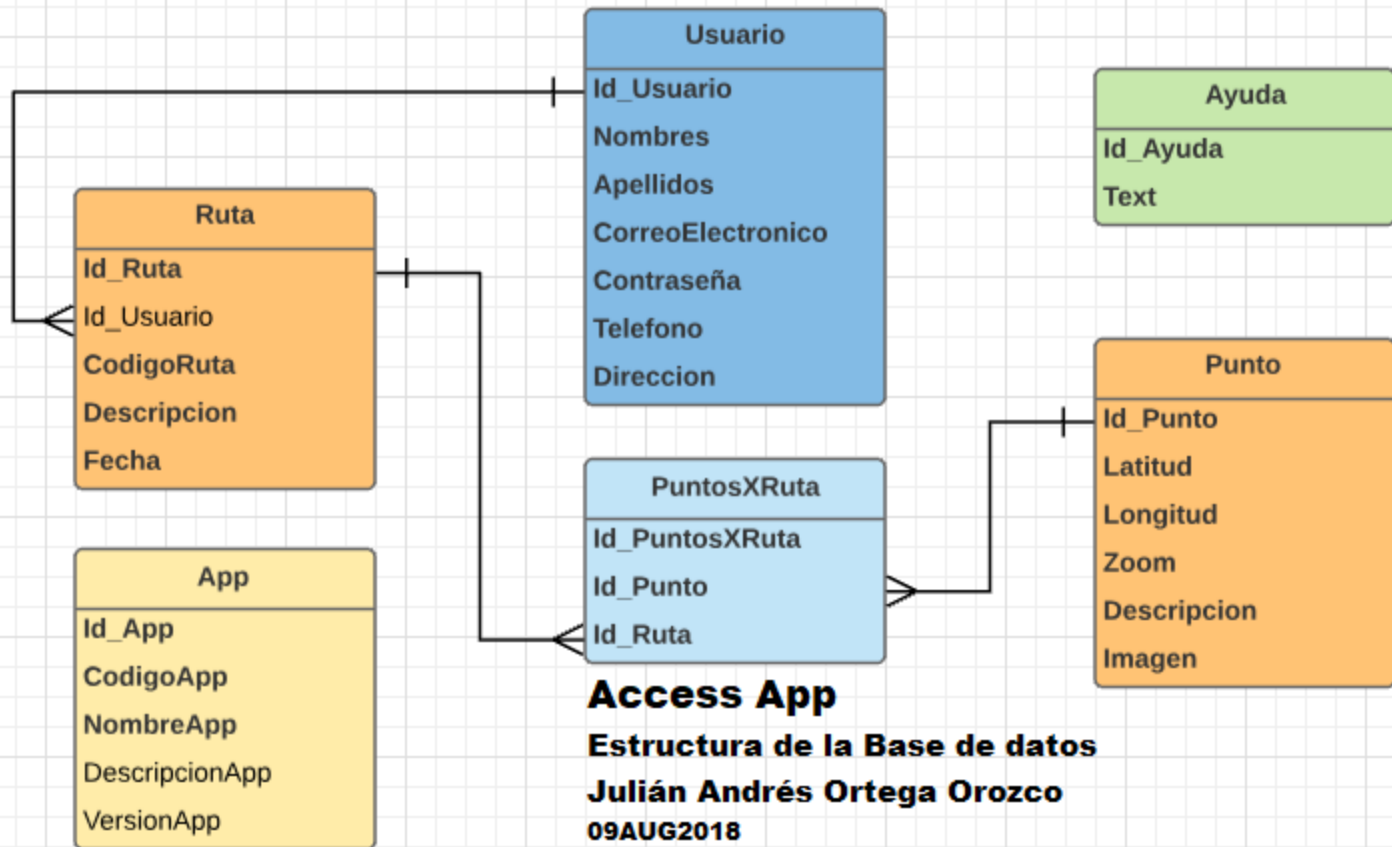 Usuario
Id_Usuario
Nombres
Apellidos
CorreoElectronico
Contraseña
Telefono
Direccion
Ayuda
Id_Ayuda
Text
Ruta
Id_Ruta
Id_Usuario
CodigoRuta
Descripcion
Fecha
Punto
Id_Punto
Latitud
Longitud
Zoom
Descripcion
Imagen
PuntosXRuta
Id_PuntosXRuta
Id_Punto
Id_Ruta
App
Id_App
CodigoApp
NombreApp
DescripcionApp
VersionApp
Access App
Estructura de la Base de datos
Julián Andrés Ortega Orozco
09AUG2018